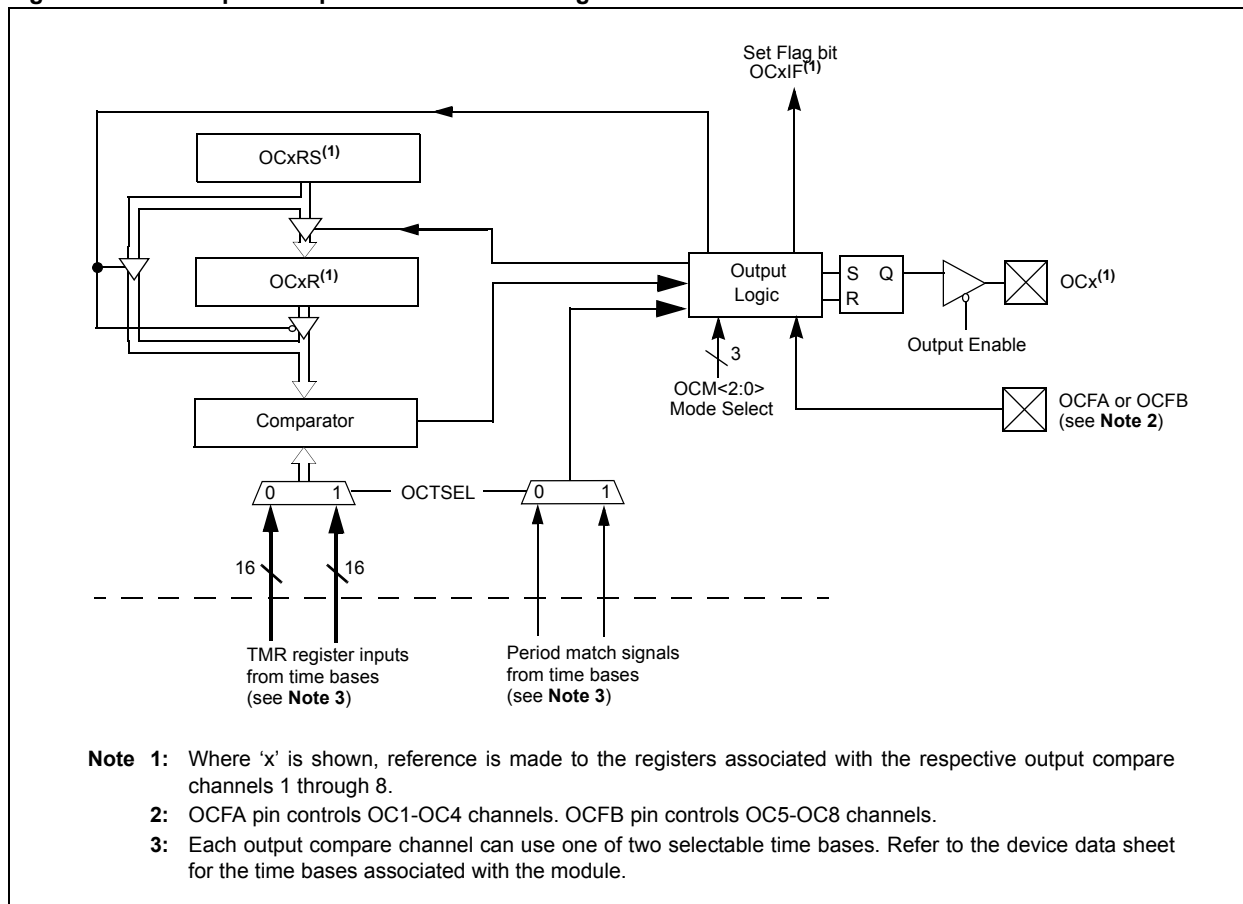 Set Flag bit
OCxIF(1)
OCxRS(1)
OCxR(1)
Output
Logic
S Q
R
OCx(1)
Output Enable
3
OCM<2:0>
Mode Select
OCFA or OCFB
(see Note 2)
Comparator
0 1
OCTSEL
0 1
16
16
TMR register inputs
from time bases
(see Note 3)
Period match signals
from time bases
(see Note 3)
Note 1: Where ‘x’ is shown, reference is made to the registers associated with the respective output compare
channels 1 through 8.
2: OCFA pin controls OC1-OC4 channels. OCFB pin controls OC5-OC8 channels.
3: Each output compare channel can use one of two selectable time bases. Refer to the device data sheet
for the time bases associated with the module.